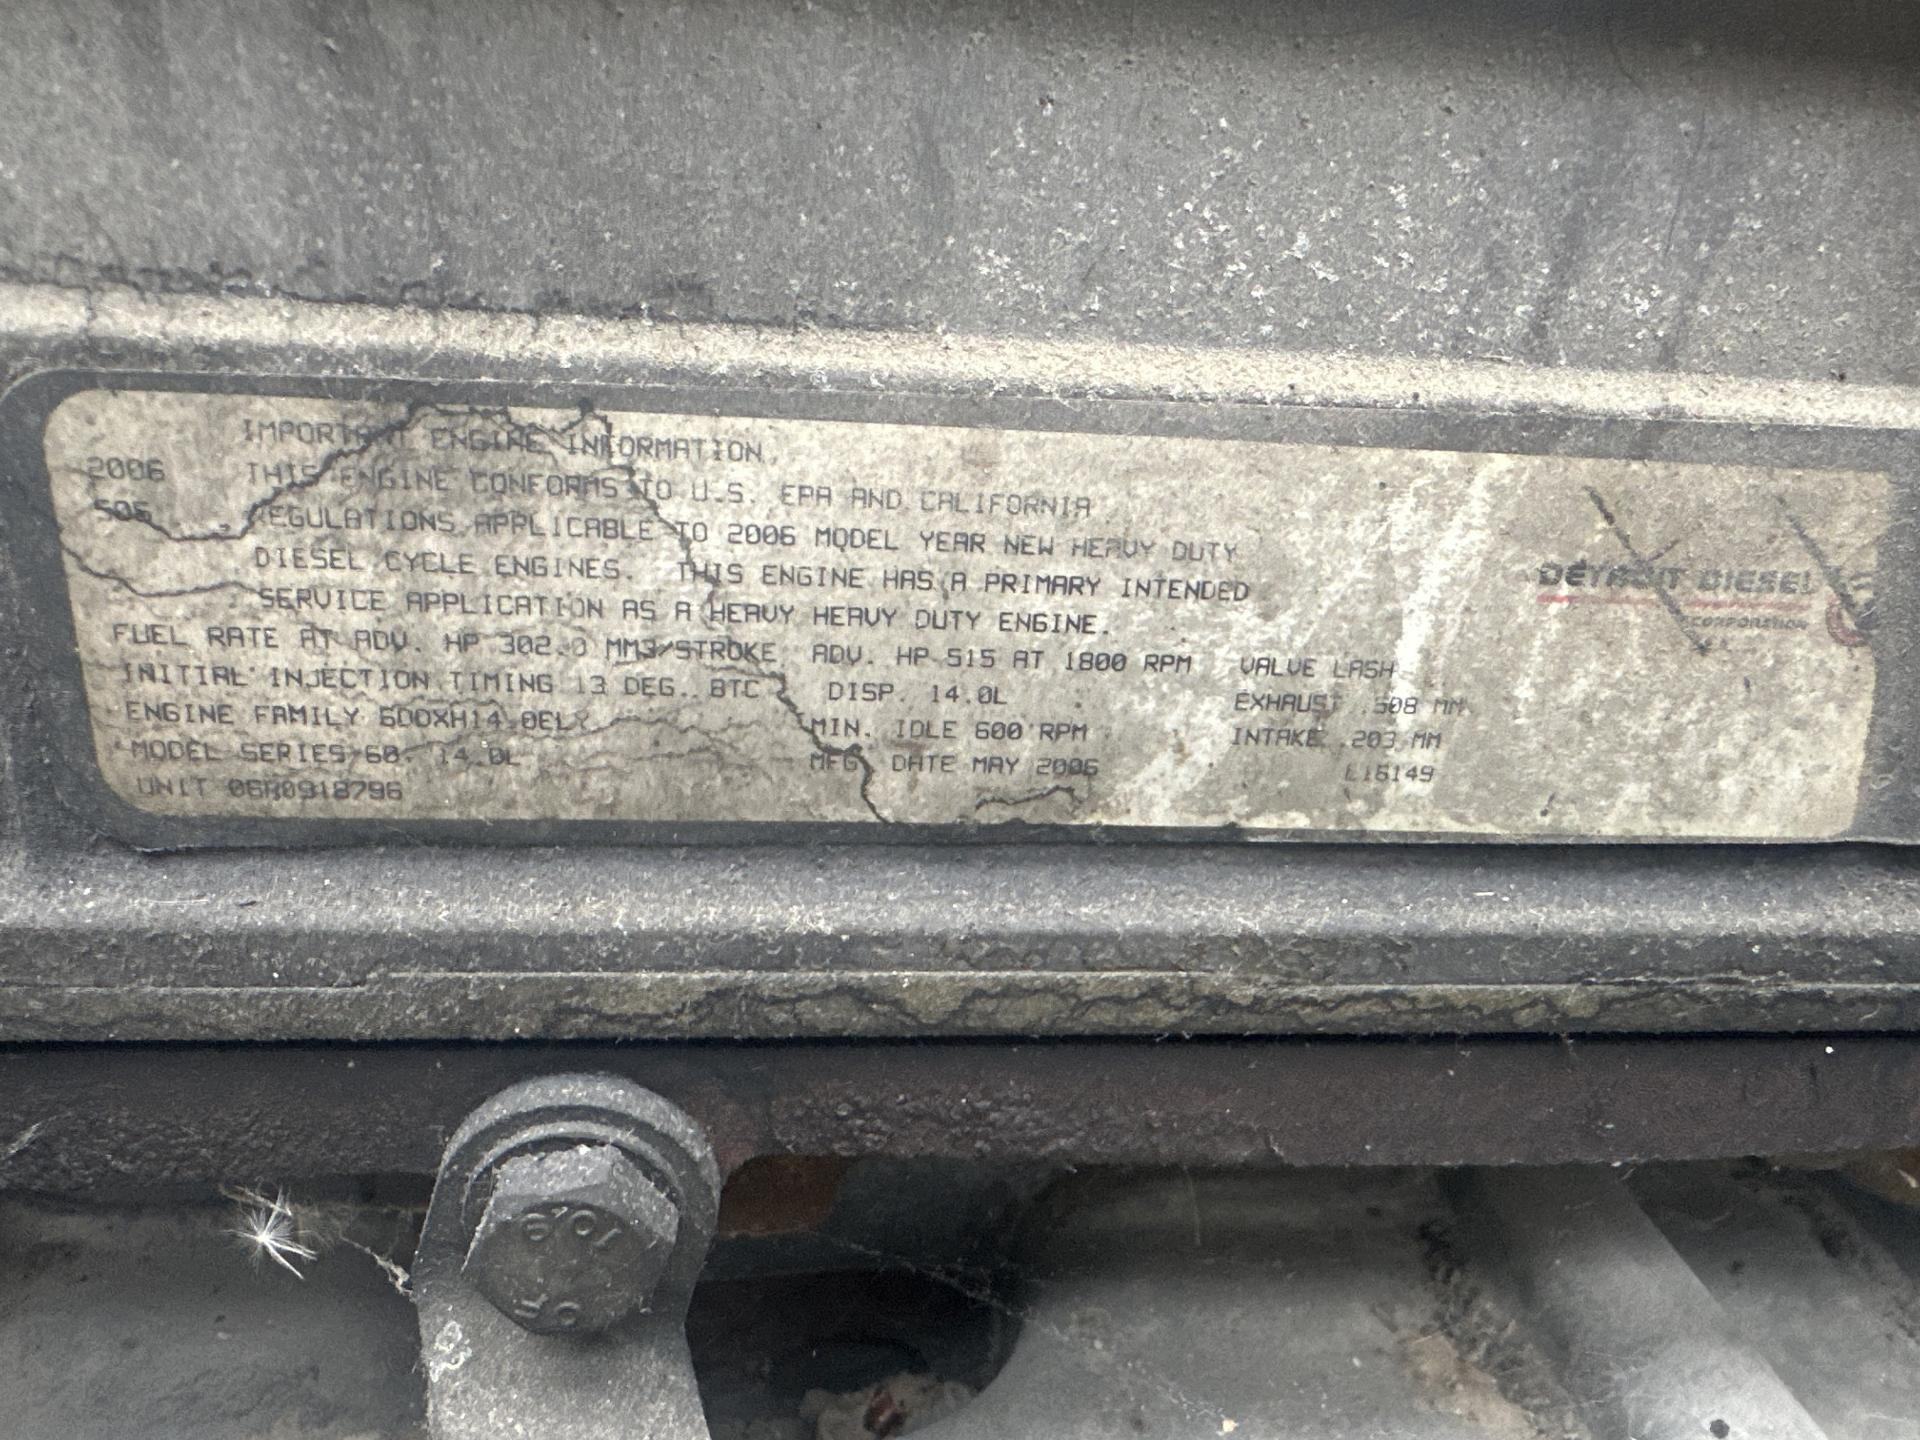 IMPORTANT ENGINE INFORMATION
2006 THIS ENGINE CONFORMS TO U.S. EPA AND CALIFORNIA
505 REGULATIONS APPLICABLE TO 2006 MODEL YEAR NEW HEAVY DUTY
DIESEL CYCLE ENGINES. THIS ENGINE HAS A PRIMARY INTENDED
SERVICE APPLICATION AS A HEAVY HEAVY DUTY ENGINE.
FUEL RATE AT ADV. HP 302.0 MM3/STROKE ADV. HP 515 AT 1800 RPM VALVE LASH
INITIAL INJECTION TIMING 13 DEG. BTC DISP. 14.0L EXHAUST .508 MM
ENGINE FAMILY 6DDXH14.0ELY MIN. IDLE 600 RPM INTAKE .203 MM
MODEL SERIES 60, 14.0L MFG. DATE MAY 2006 L16149
UNIT 06R0918796
DETROIT DIESEL
CORPORATION
10.9
CF